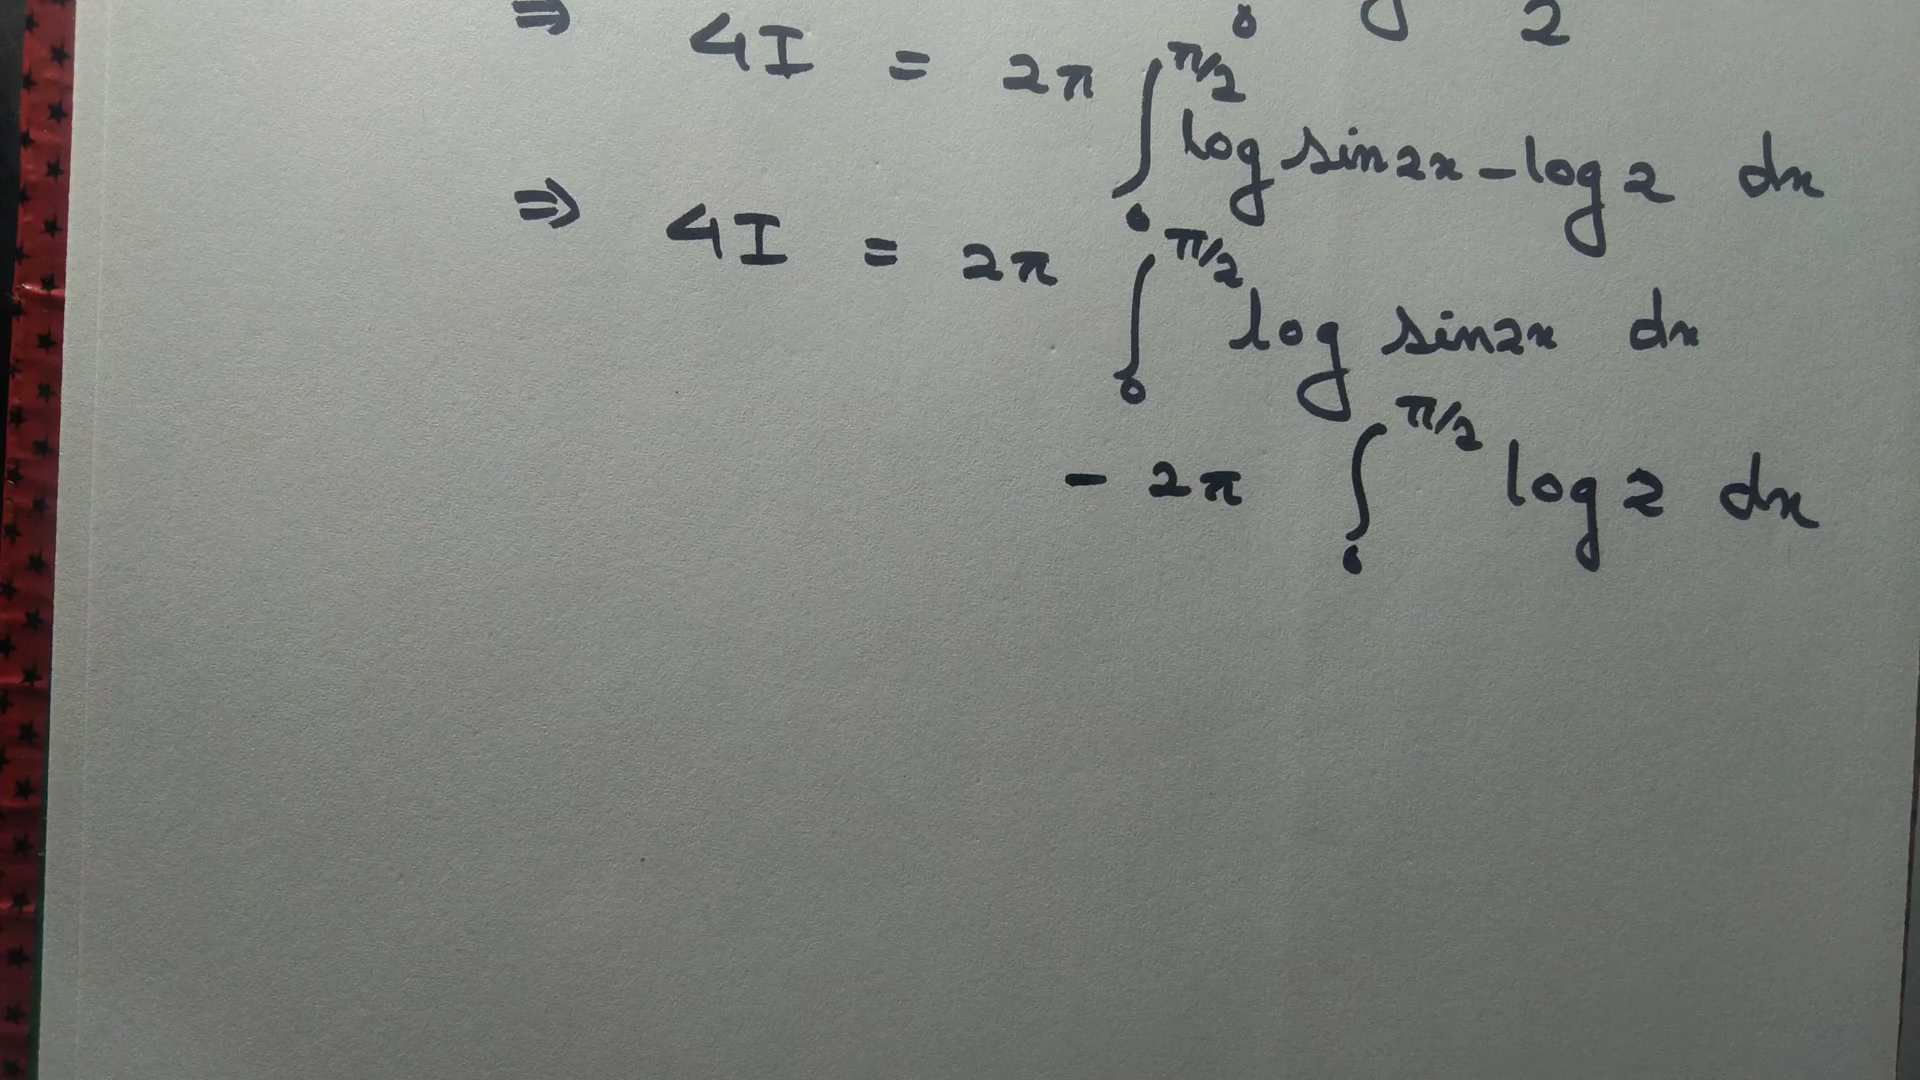 ⇒ 4I = 2π ∫₀^{π/2} log sin2x - log 2 dx
⇒ 4I = 2π ∫₀^{π/2} log sin2x dx
- 2π ∫₀^{π/2} log 2 dx